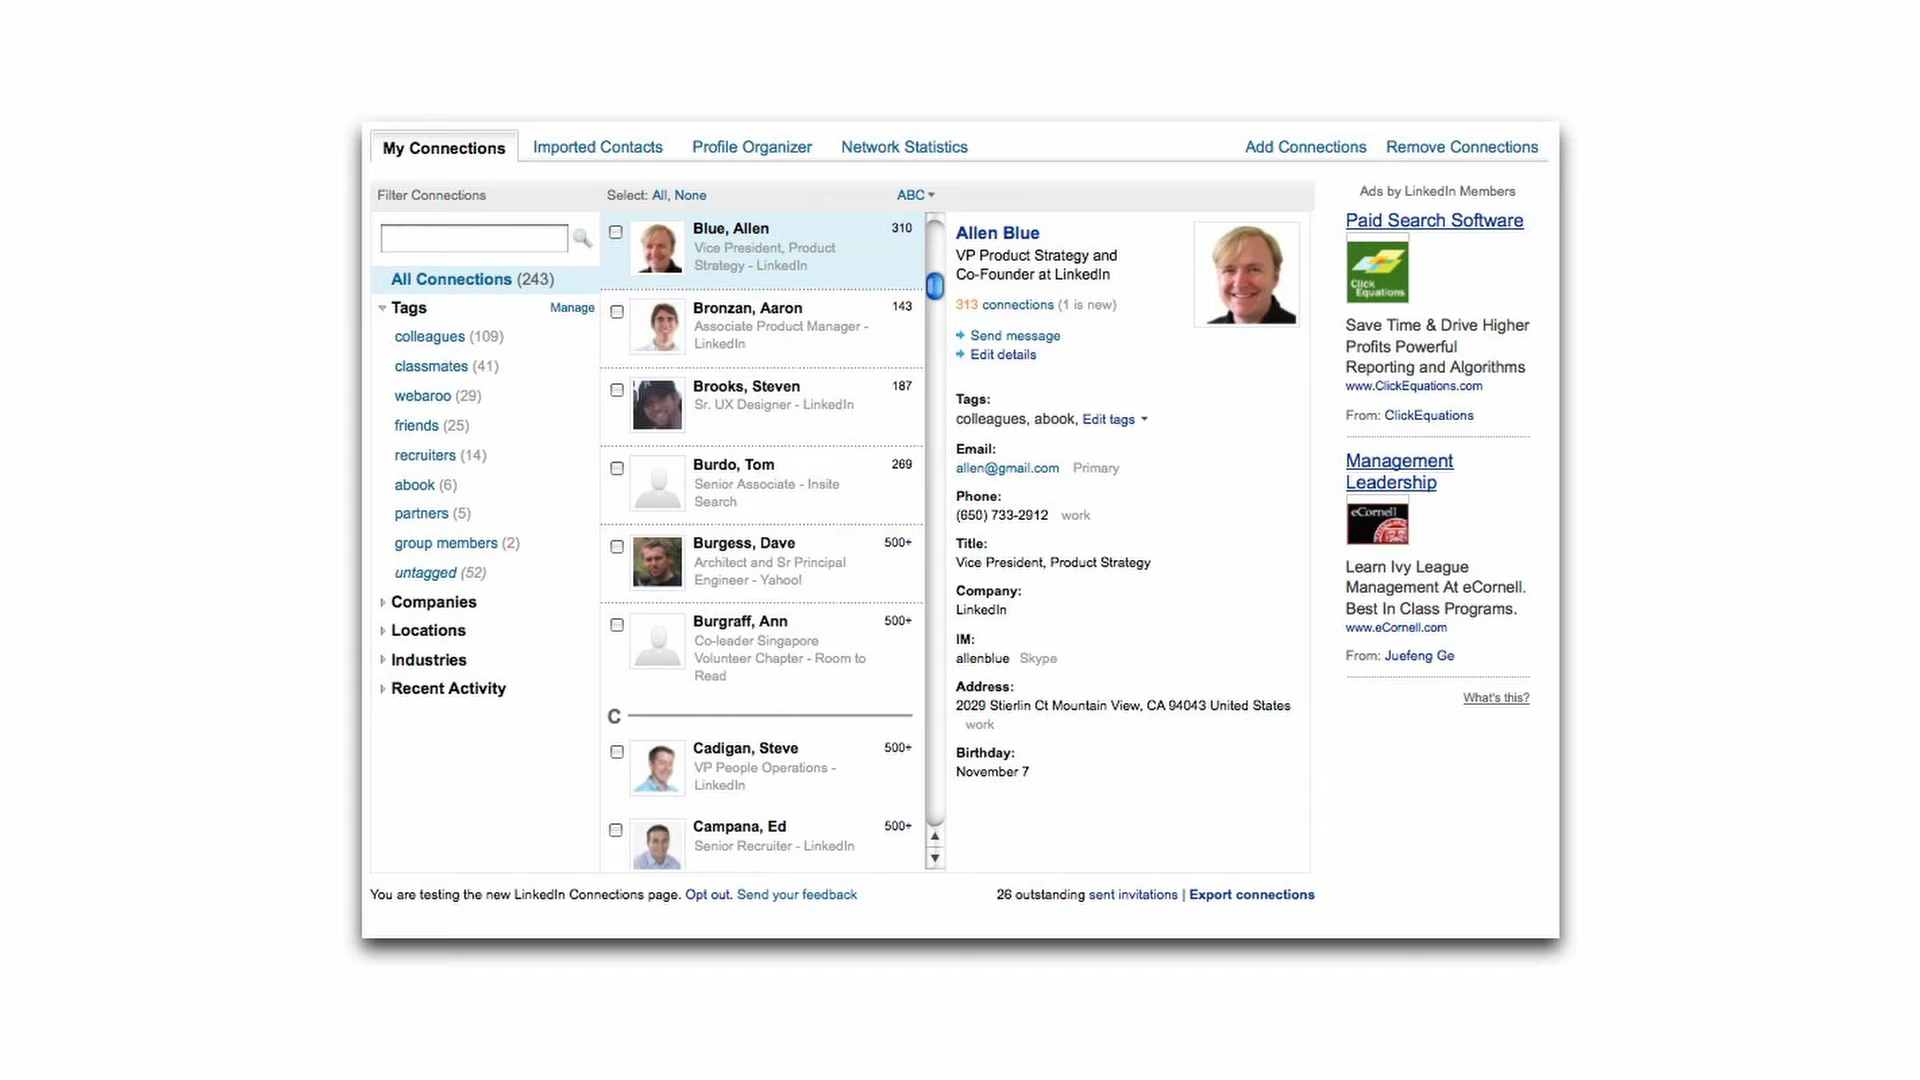 My Connections
Imported Contacts
Profile Organizer
Network Statistics
Add Connections
Remove Connections
Filter Connections
Select: All, None
ABC
All Connections (243)
Tags
Manage
colleagues (109)
classmates (41)
webaroo (29)
friends (25)
recruiters (14)
abook (6)
partners (5)
group members (2)
untagged (52)
Companies
Locations
Industries
Recent Activity
Blue, Allen
310
Vice President, Product
Strategy - LinkedIn
Bronzan, Aaron
143
Associate Product Manager -
LinkedIn
Brooks, Steven
187
Sr. UX Designer - LinkedIn
Burdo, Tom
269
Senior Associate - Insite
Search
Burgess, Dave
500+
Architect and Sr Principal
Engineer - Yahoo!
Burgraff, Ann
500+
Co-leader Singapore
Volunteer Chapter - Room to
Read
C
Cadigan, Steve
500+
VP People Operations -
LinkedIn
Campana, Ed
500+
Senior Recruiter - LinkedIn
Allen Blue
VP Product Strategy and
Co-Founder at LinkedIn
313 connections (1 is new)
Send message
Edit details
Tags:
colleagues, abook, Edit tags
Email:
allen@gmail.com Primary
Phone:
(650) 733-2912 work
Title:
Vice President, Product Strategy
Company:
LinkedIn
IM:
allenblue Skype
Address:
2029 Stierlin Ct Mountain View, CA 94043 United States
work
Birthday:
November 7
Ads by LinkedIn Members
Paid Search Software
Click
Equations
Save Time & Drive Higher
Profits Powerful
Reporting and Algorithms
www.ClickEquations.com
From: ClickEquations
Management
Leadership
eCornell
Learn Ivy League
Management At eCornell.
Best In Class Programs.
www.eCornell.com
From: Juefeng Ge
What's this?
You are testing the new LinkedIn Connections page. Opt out. Send your feedback
26 outstanding sent invitations | Export connections